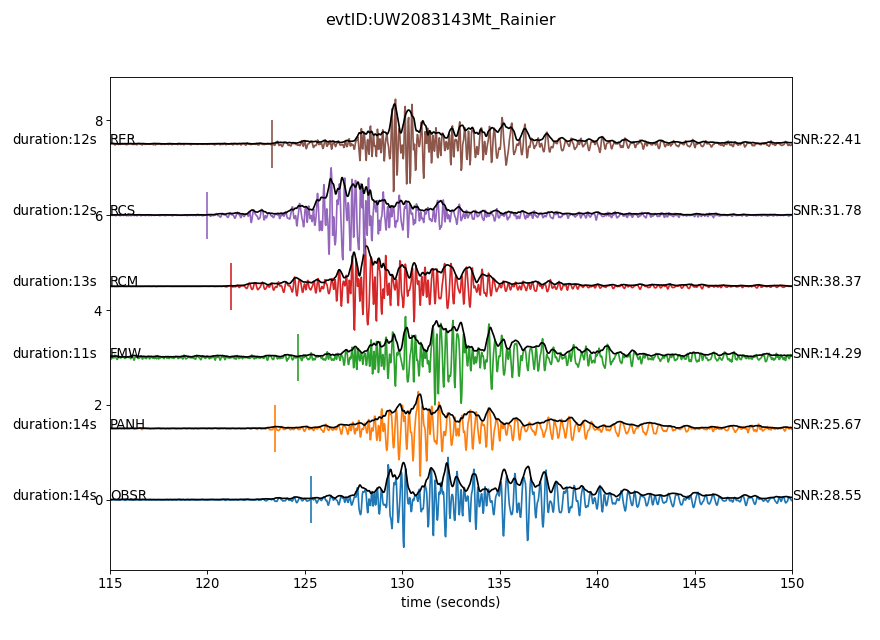 evtID:UW2083143Mt_Rainier
8
duration:12s RER SNR:22.41
duration:12s RCS SNR:31.78
6
duration:13s RCM SNR:38.37
4
duration:11s FMW SNR:14.29
2
duration:14s PANH SNR:25.67
duration:14s OBSR SNR:28.55
0
115 120 125 130 135 140 145 150
time (seconds)